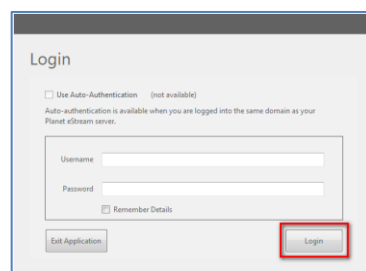 Login
Use Auto-Authentication (not available)
Auto-authentication is available when you are logged into the same domain as your
Planet eStream server.
Username
Password
Remember Details
Exit Application Login